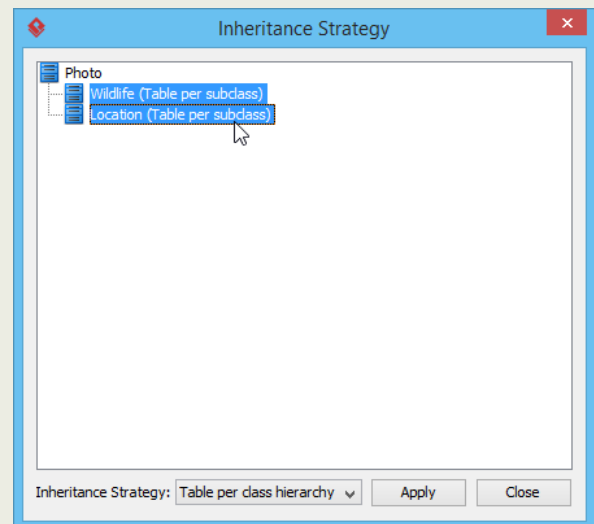 Inheritance Strategy
Photo
Wildlife (Table per subclass)
Location (Table per subclass)
Inheritance Strategy: Table per class hierarchy Apply Close